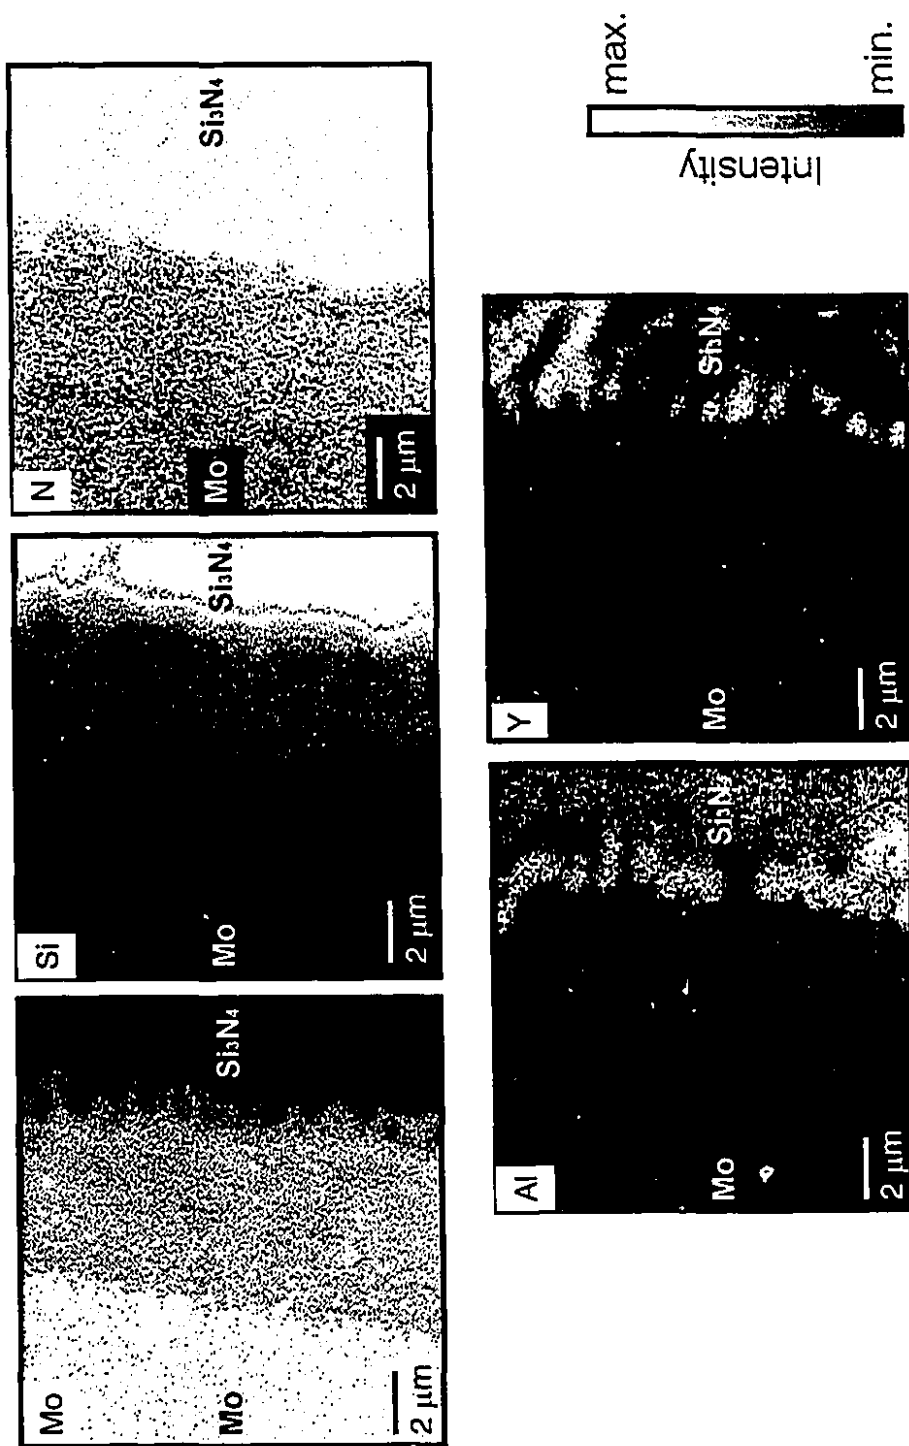 Mo
Mo
Si₃N₄
2 μm
Si
Mo
Si₃N₄
2 μm
N
Mo
Si₃N₄
2 μm
Al
Mo
Si₃N₄
2 μm
Y
Mo
Si₃N₄
2 μm
Intensity
max.
min.